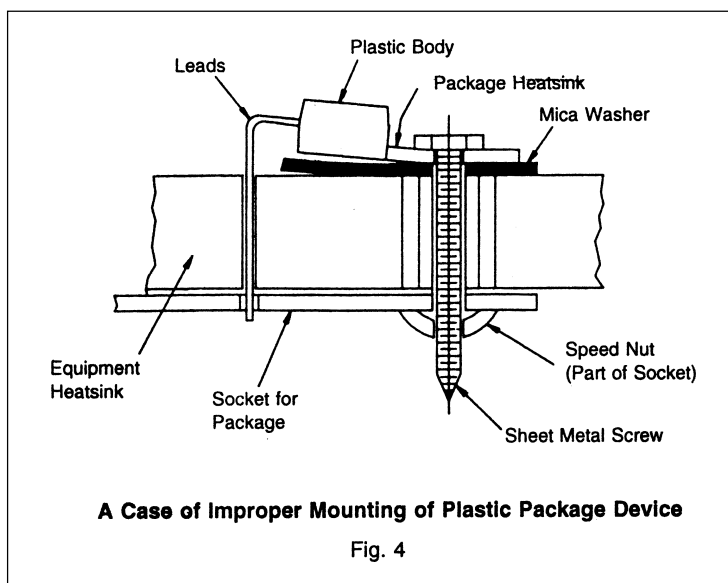 Plastic Body
Leads
Package Heatsink
Mica Washer
Equipment
Heatsink
Socket for
Package
Speed Nut
(Part of Socket)
Sheet Metal Screw
A Case of Improper Mounting of Plastic Package Device
Fig. 4